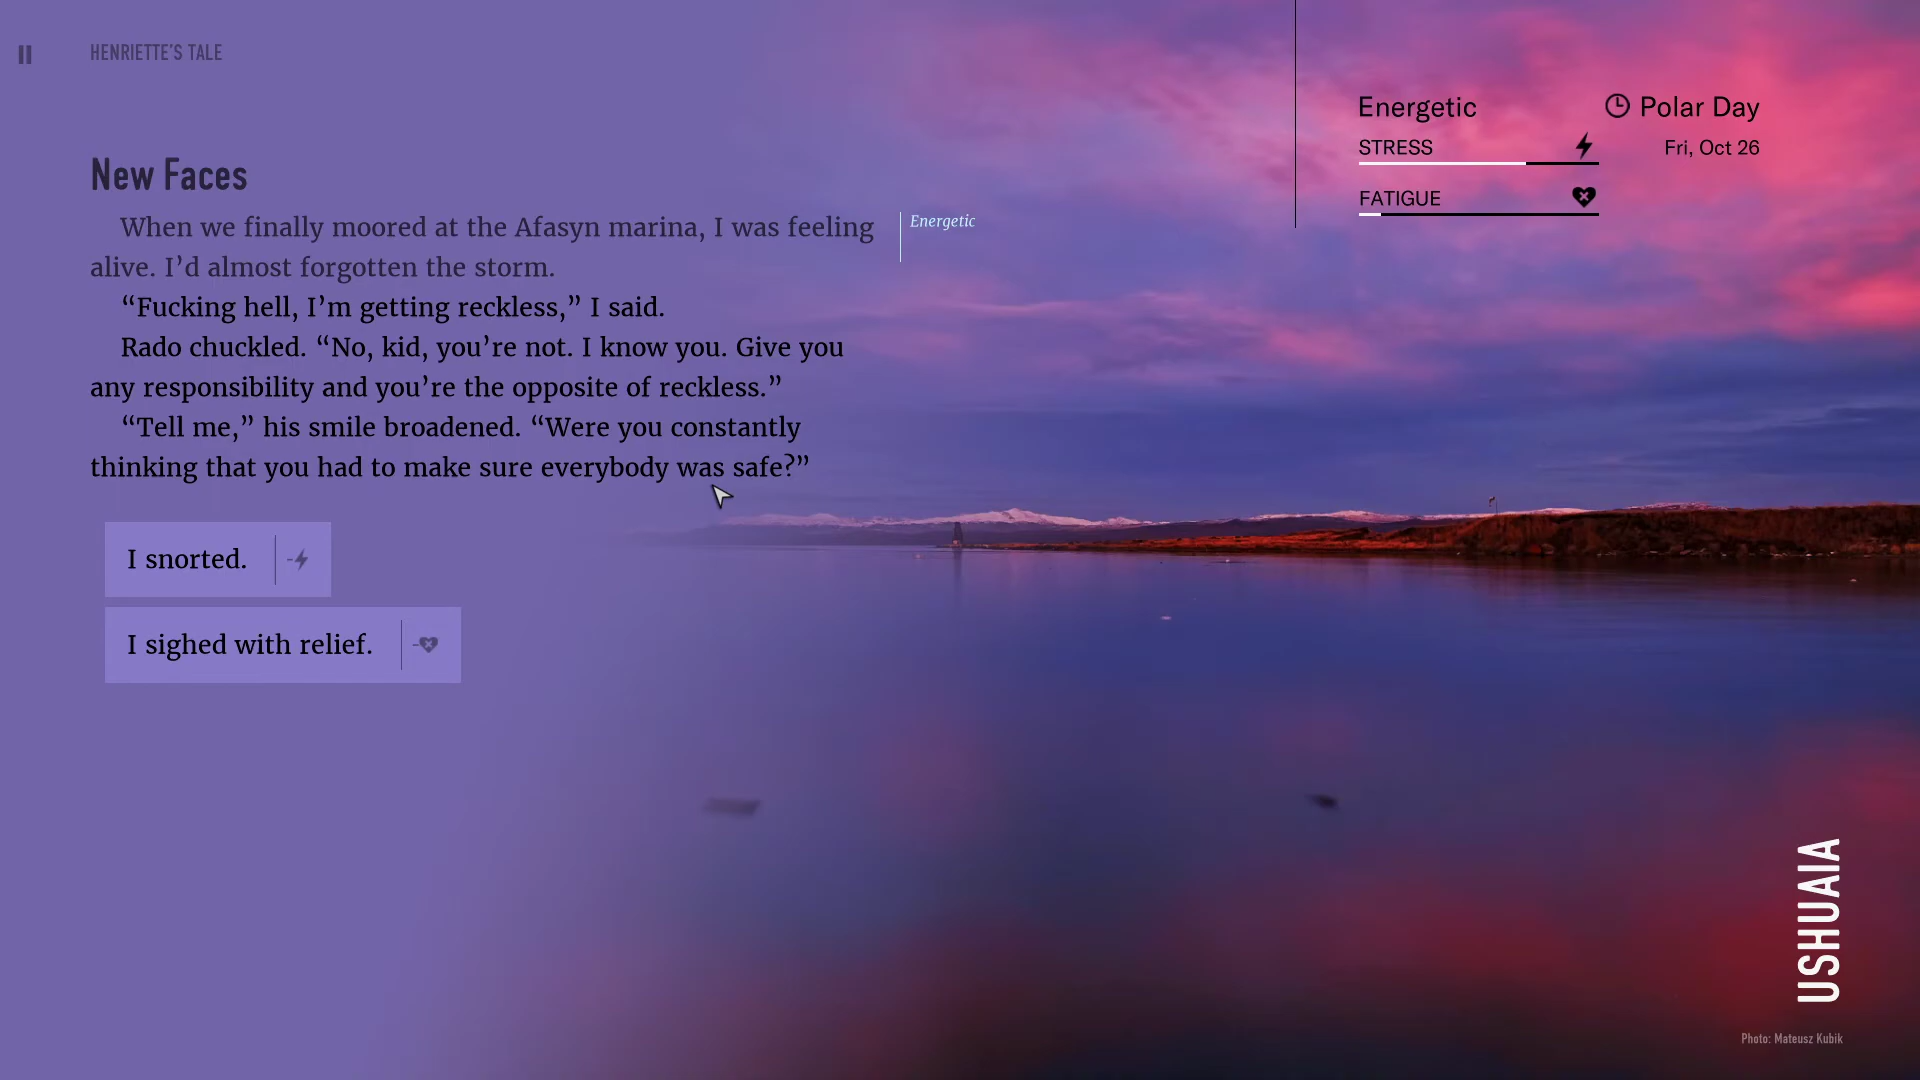 HENRIETTE'S TALE
New Faces
When we finally moored at the Afasyn marina, I was feeling
alive. I’d almost forgotten the storm.
“Fucking hell, I’m getting reckless,” I said.
Rado chuckled. “No, kid, you’re not. I know you. Give you
any responsibility and you’re the opposite of reckless.”
“Tell me,” his smile broadened. “Were you constantly
thinking that you had to make sure everybody was safe?”
I snorted.
I sighed with relief.
Energetic
Energetic
Polar Day
STRESS
Fri, Oct 26
FATIGUE
USHUAIA
Photo: Mateusz Kubik